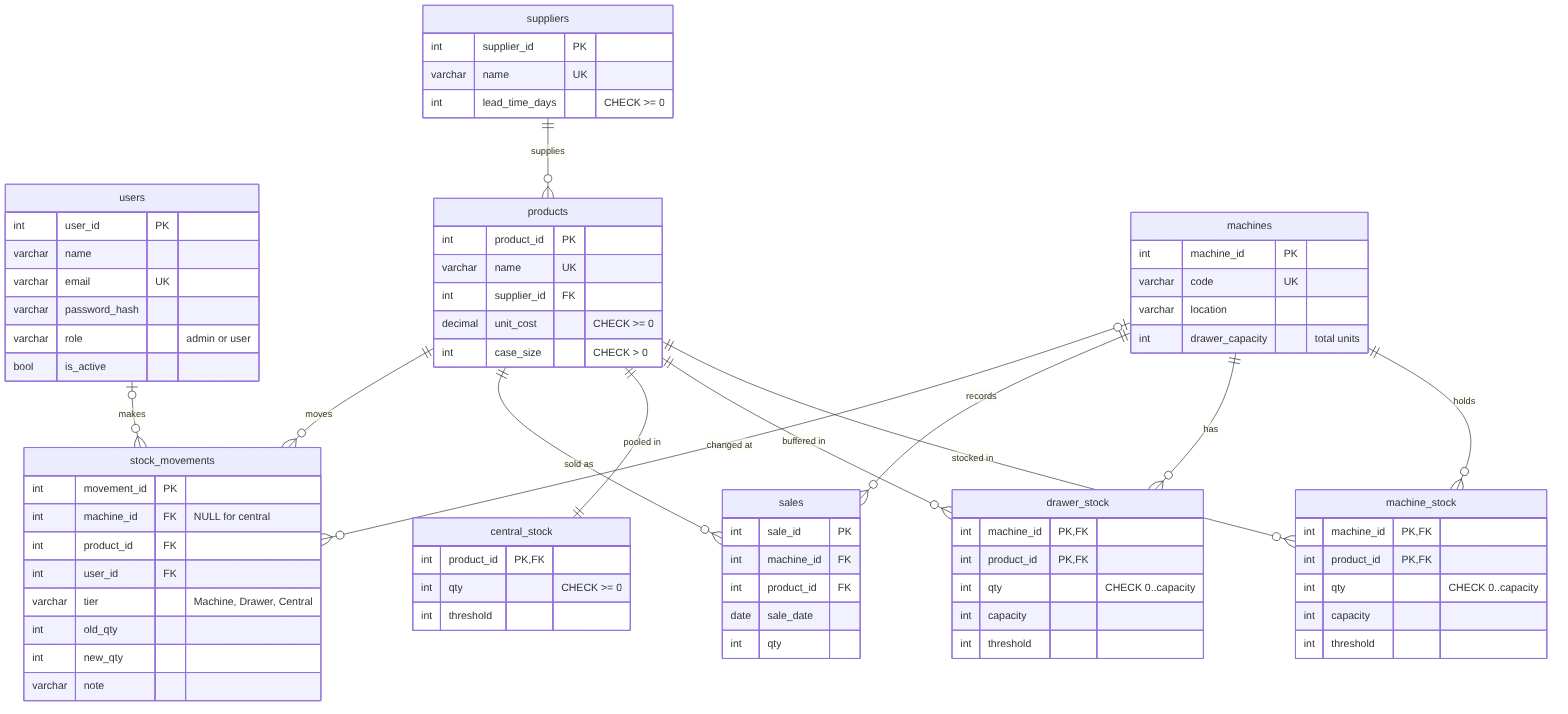 suppliers
int supplier_id PK
varchar name UK
int lead_time_days CHECK >= 0
supplies
users
int user_id PK
varchar name
varchar email UK
varchar password_hash
varchar role admin or user
bool is_active
products
int product_id PK
varchar name UK
int supplier_id FK
decimal unit_cost CHECK >= 0
int case_size CHECK > 0
machines
int machine_id PK
varchar code UK
varchar location
int drawer_capacity total units
makes
moves
pooled in
sold as
buffered in
changed at
stocked in
records
has
holds
stock_movements
int movement_id PK
int machine_id FK NULL for central
int product_id FK
int user_id FK
varchar tier Machine, Drawer, Central
int old_qty
int new_qty
varchar note
central_stock
int product_id PK,FK
int qty CHECK >= 0
int threshold
sales
int sale_id PK
int machine_id FK
int product_id FK
date sale_date
int qty
drawer_stock
int machine_id PK,FK
int product_id PK,FK
int qty CHECK 0..capacity
int capacity
int threshold
machine_stock
int machine_id PK,FK
int product_id PK,FK
int qty CHECK 0..capacity
int capacity
int threshold